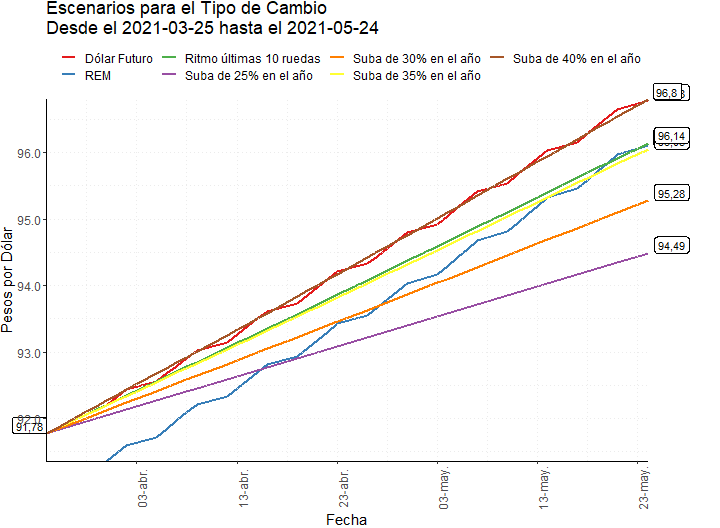 Escenarios para el Tipo de Cambio
Desde el 2021-03-25 hasta el 2021-05-24
Dólar Futuro
Ritmo últimas 10 ruedas
Suba de 30% en el año
Suba de 40% en el año
REM
Suba de 25% en el año
Suba de 35% en el año
96,8
96.0
96,14
95.0
95,28
94.0
94,49
93.0
92.0
91,78
Pesos por Dólar
03-abr.
13-abr.
23-abr.
03-may.
13-may.
23-may.
Fecha